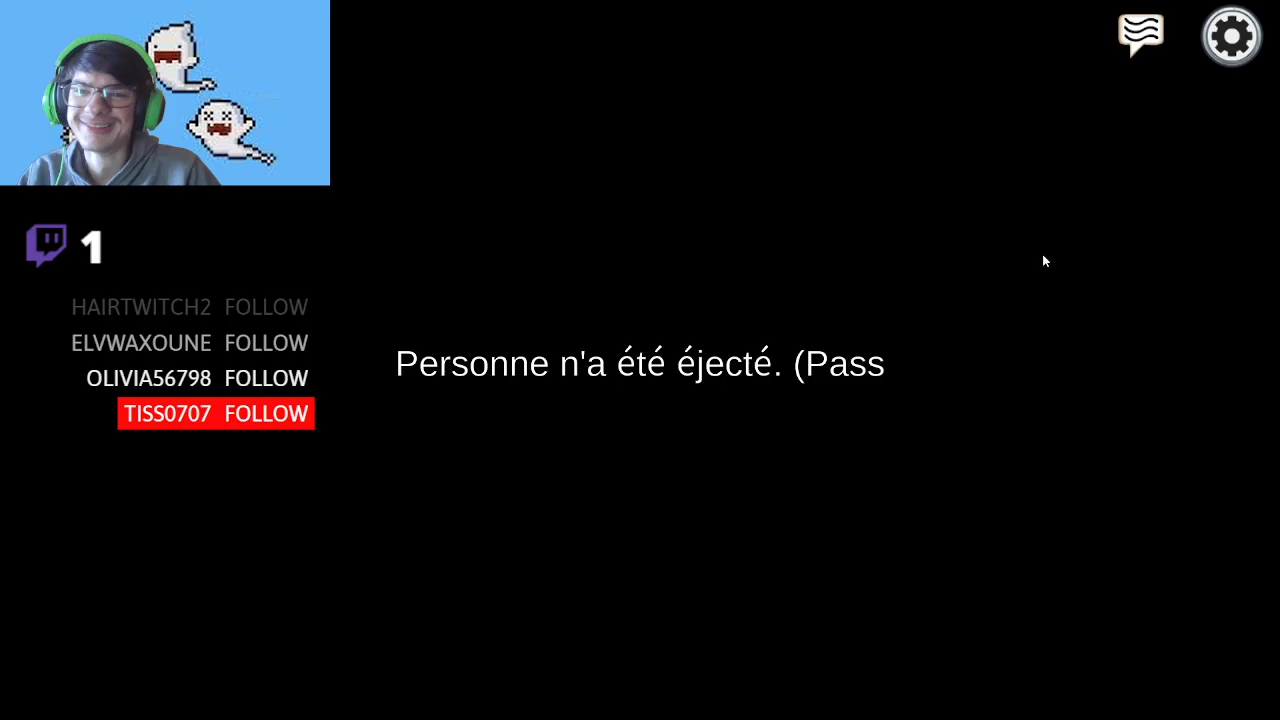 1
HAIRTWITCH2 FOLLOW
ELVWAXOUNE FOLLOW
OLIVIA56798 FOLLOW
TISS0707 FOLLOW
Personne n'a été éjecté. (Pass